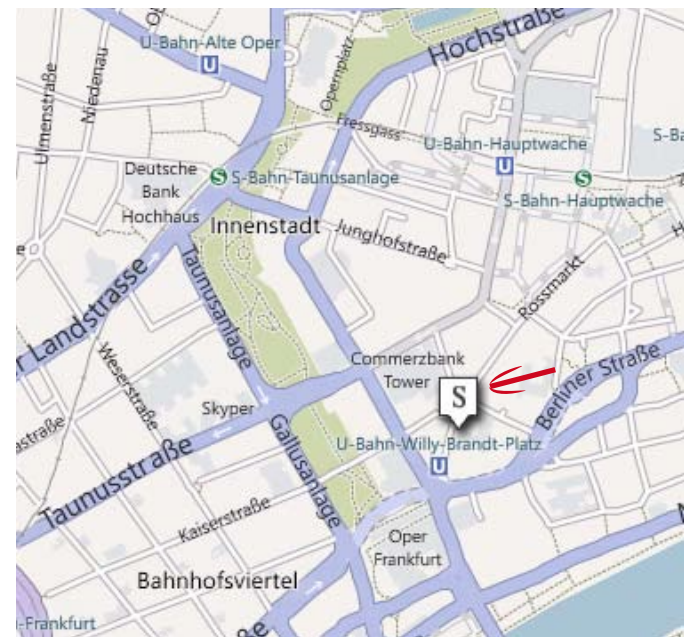 U-Bahn-Alte Oper
U
Hochstraße
Opernplatz
Niedenau
Ulmenstraße
Fressgass
U-Bahn-Hauptwache
U
Deutsche
Bank
Hochhaus
S
S-Bahn-Taunusanlage
S
S-Bahn-Hauptwache
Innenstadt
Junghofstraße
Rossmarkt
Landstrasse
Taunusanlage
Weserstraße
Commerzbank
Tower
S
Berliner Straße
Skyper
U-Bahn-Willy-Brandt-Platz
U
Gallusanlage
Taunusstraße
Kaiserstraße
Oper
Frankfurt
Bahnhofsviertel
-Frankfurt